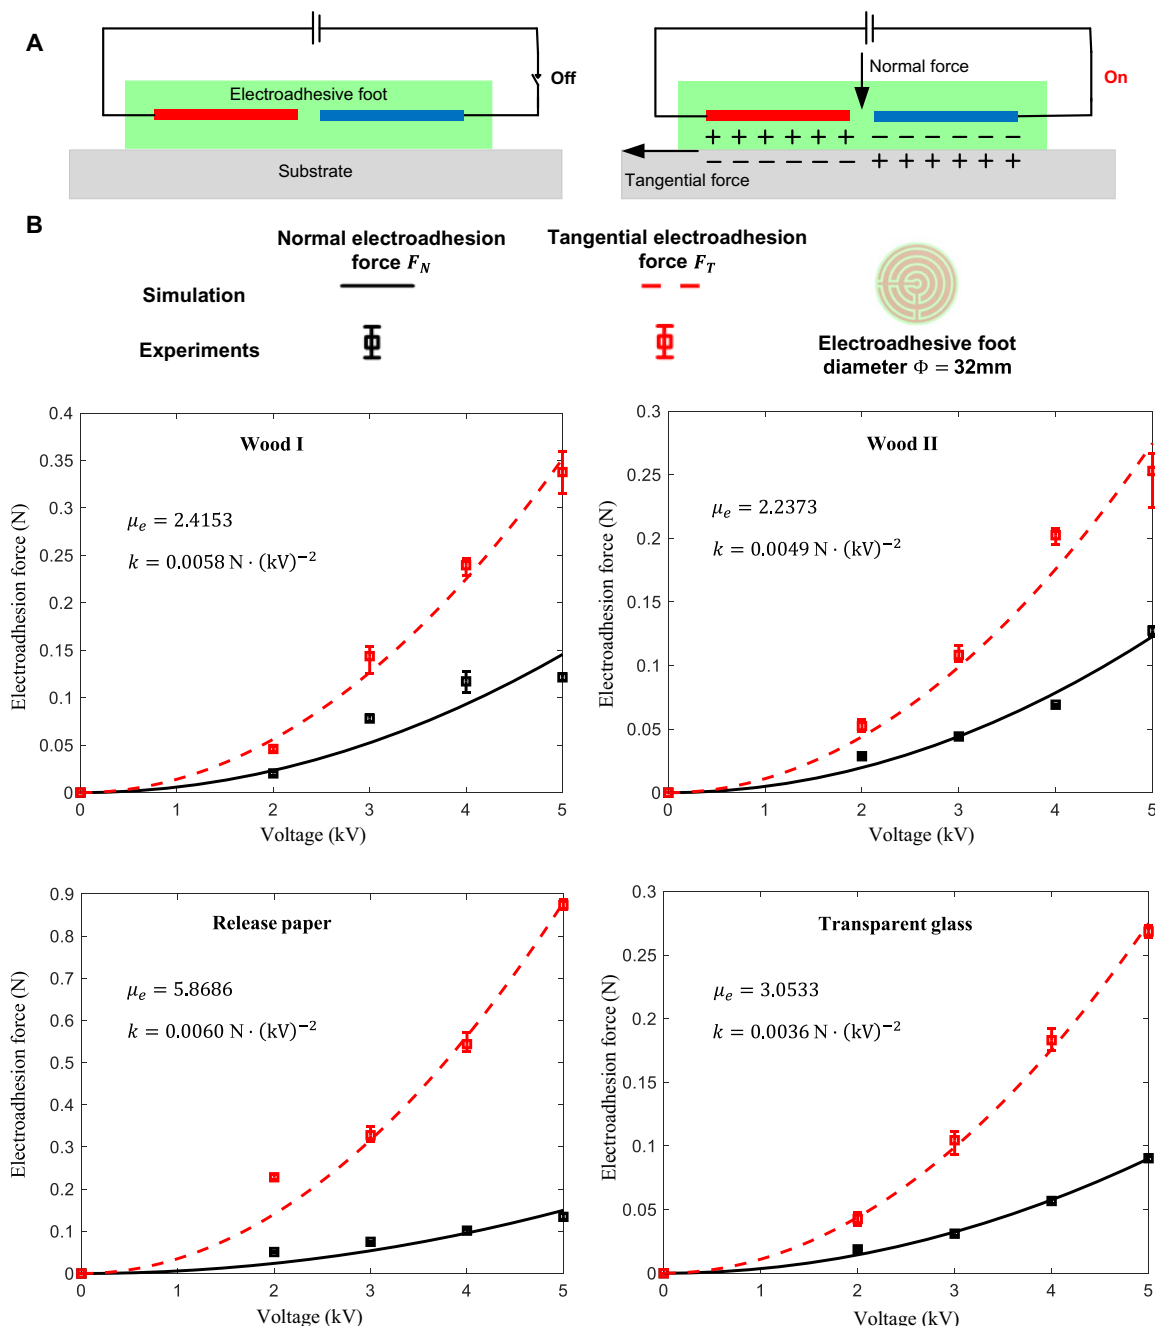 A
Off
Electroadhesive foot
Substrate
Normal force
On
+ + + + + + − − − − − −
− − − − − − + + + + + +
Tangential force
B
Normal electroadhesion
force F_N
Tangential electroadhesion
force F_T
Simulation
Experiments
Electroadhesive foot
diameter Φ = 32mm
Wood I
μ_e = 2.4153
k = 0.0058 N · (kV)⁻²
Electroadhesion force (N)
0.4
0.35
0.3
0.25
0.2
0.15
0.1
0.05
0
0 1 2 3 4 5
Voltage (kV)
Wood II
μ_e = 2.2373
k = 0.0049 N · (kV)⁻²
Electroadhesion force (N)
0.3
0.25
0.2
0.15
0.1
0.05
0
0 1 2 3 4 5
Voltage (kV)
Release paper
μ_e = 5.8686
k = 0.0060 N · (kV)⁻²
Electroadhesion force (N)
0.9
0.8
0.7
0.6
0.5
0.4
0.3
0.2
0.1
0
0 1 2 3 4 5
Voltage (kV)
Transparent glass
μ_e = 3.0533
k = 0.0036 N · (kV)⁻²
Electroadhesion force (N)
0.3
0.25
0.2
0.15
0.1
0.05
0
0 1 2 3 4 5
Voltage (kV)